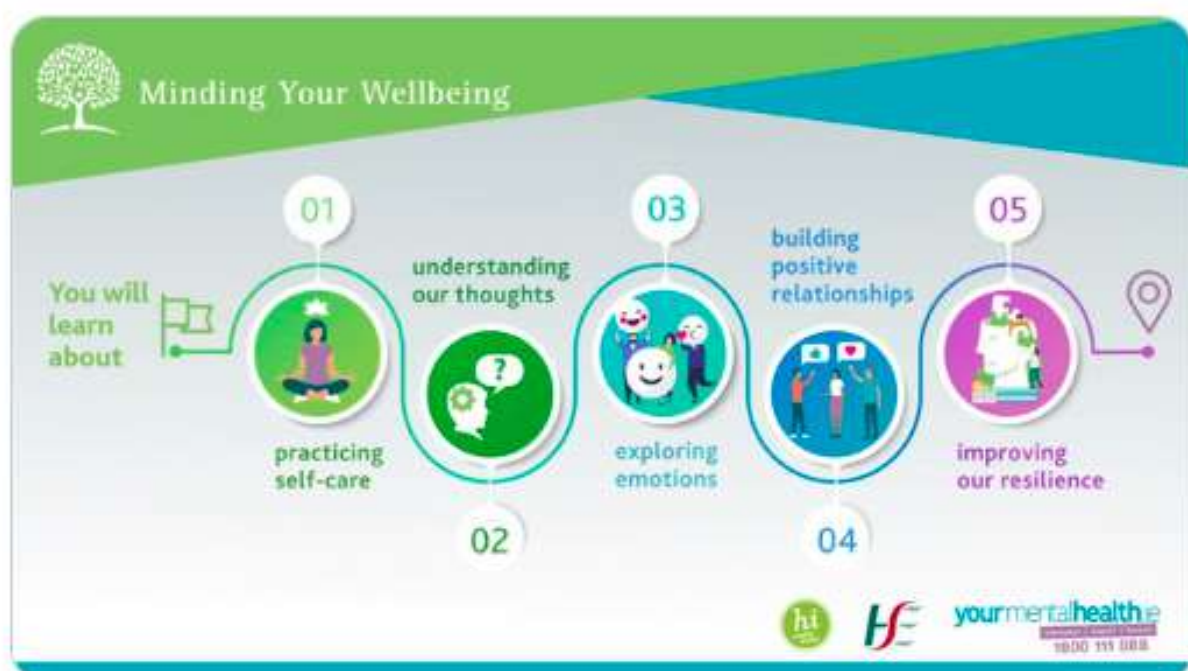 Minding Your Wellbeing
You will
learn
about
01
practicing
self-care
understanding
our thoughts
?
02
03
exploring
emotions
building
positive
relationships
04
05
improving
our resilience
hi
HSE
yourmentalhealth.ie
1800 111 888